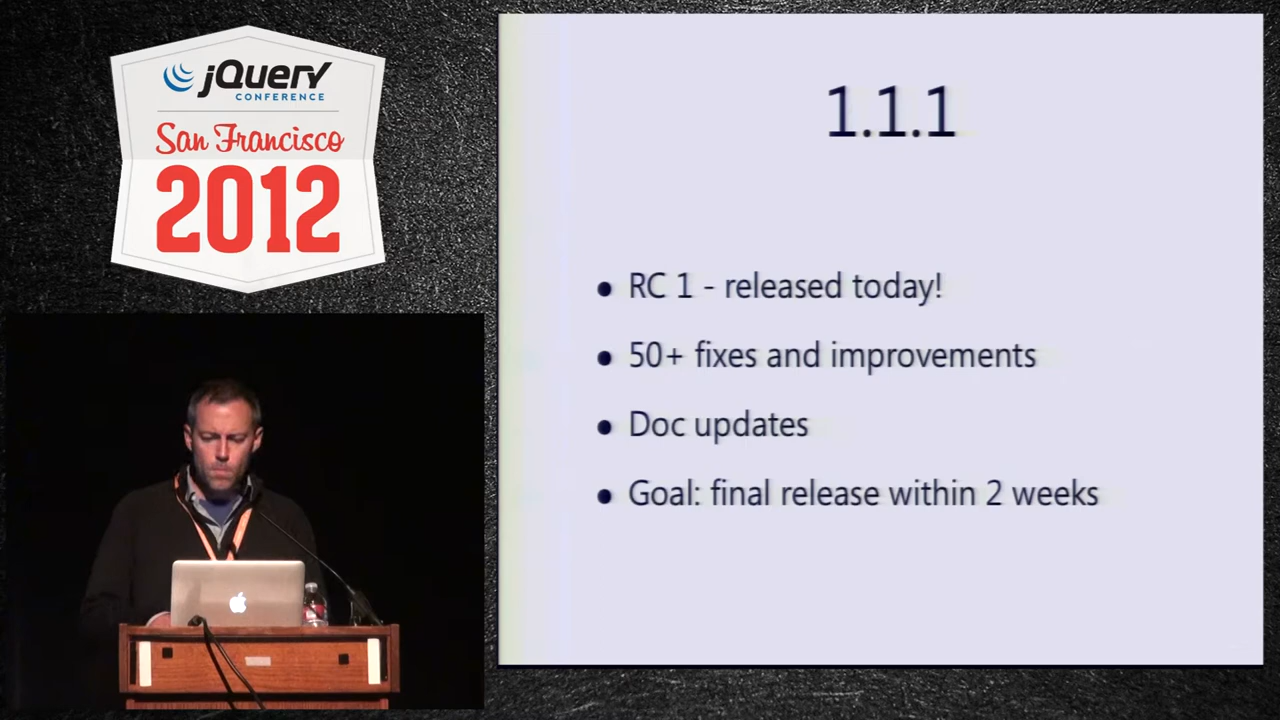 jQuery
CONFERENCE
San Francisco
2012
1.1.1
• RC 1 - released today!
• 50+ fixes and improvements
• Doc updates
• Goal: final release within 2 weeks